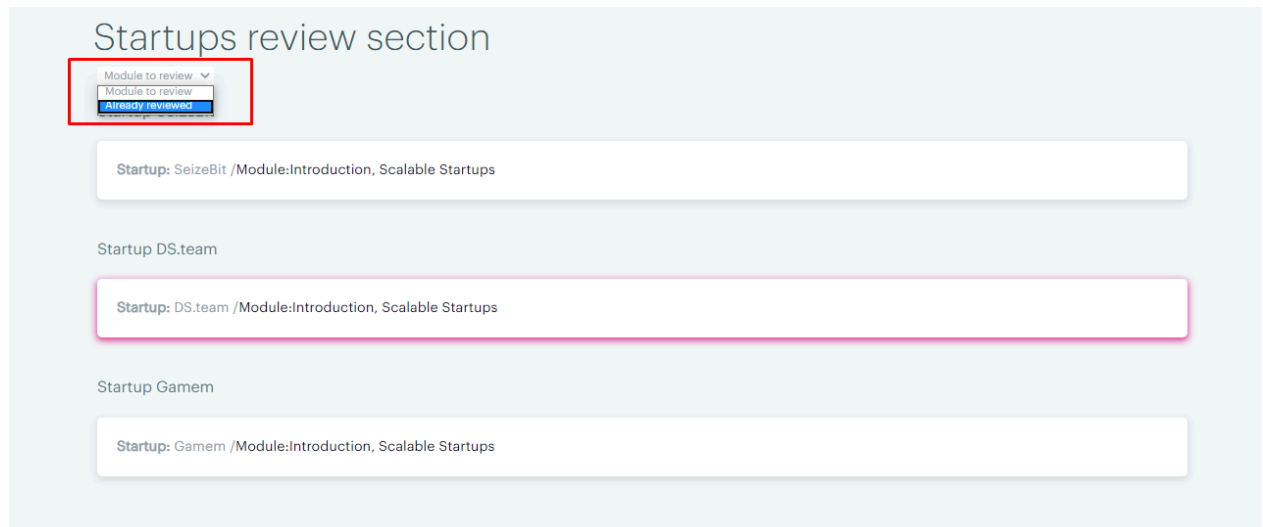 Startups review section
Module to review
Module to review
Already reviewed
Startup: SeizeBit /Module:Introduction, Scalable Startups
Startup DS.team
Startup: DS.team /Module:Introduction, Scalable Startups
Startup Gamem
Startup: Gamem /Module:Introduction, Scalable Startups